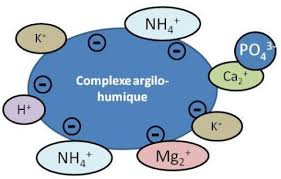 NH₄⁺
K⁺
PO₄³⁻
Ca₂⁺
Complexe argilo-
humique
H⁺
K⁺
NH₄⁺
Mg₂⁺